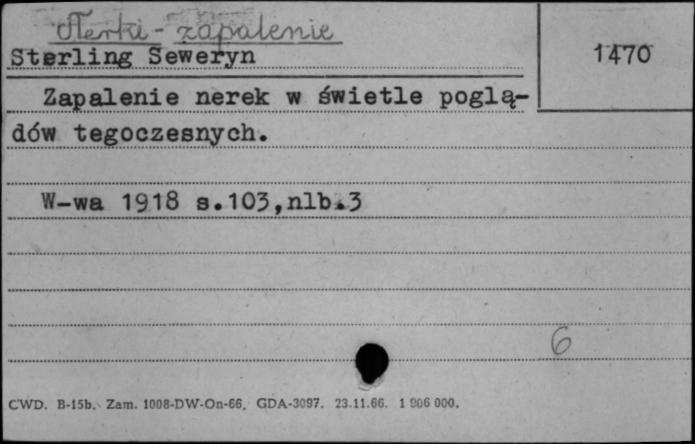 Nerki - zapalenie
Sterling Seweryn
1470
Zapalenie nerek w świetle poglą-
dów tegoczesnych.
W-wa 1918 s.103,nlb.3
6
CWD. B-15b. Zam. 1008-DW-On-66. GDA-3097. 23.11.66. 1 906 000.